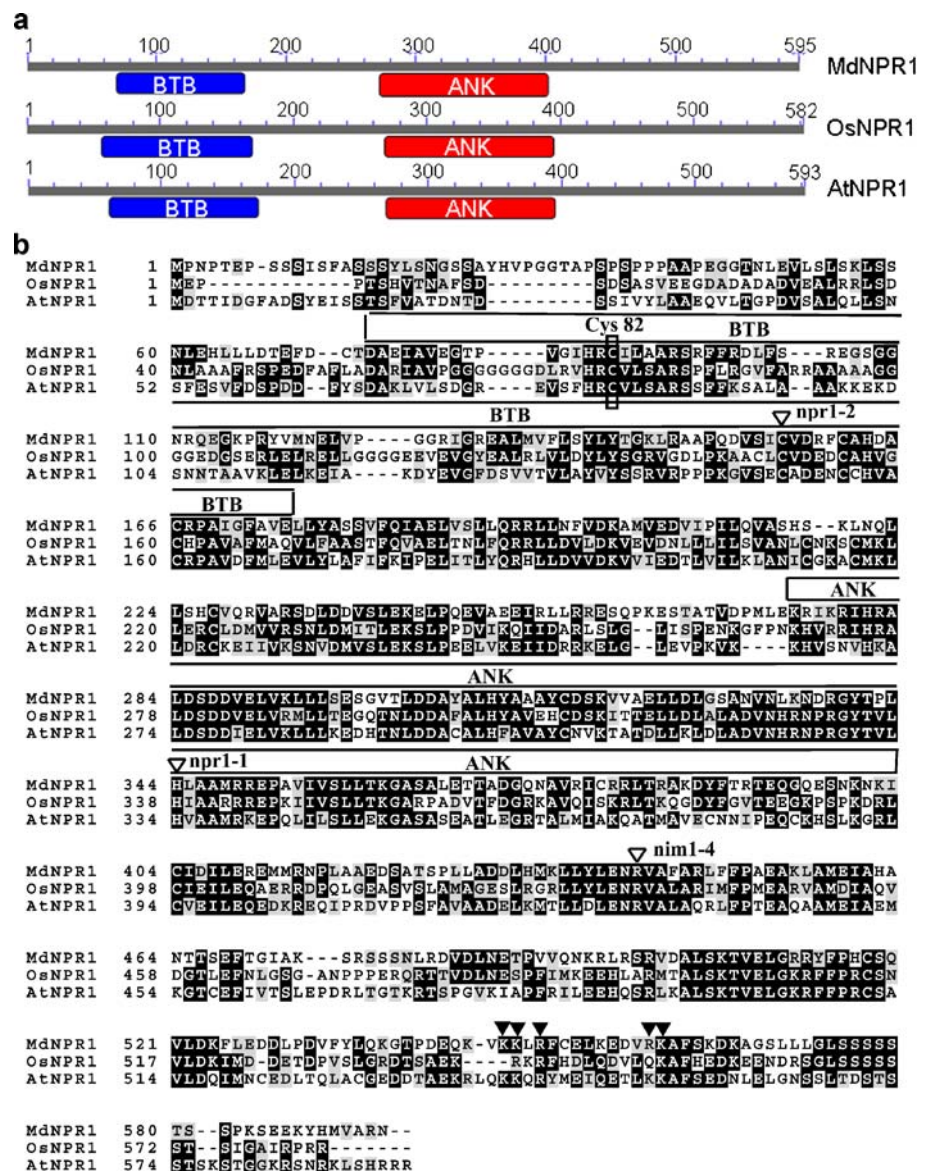 a
1 100 200 300 400 500 595
BTB ANK MdNPR1
1 100 200 300 400 500 582
BTB ANK OsNPR1
1 100 200 300 400 500 593
BTB ANK AtNPR1
b
MdNPR1 1 MPNPTEP-SSSISFASSSYLSNGSSAYHVPGGTAPSPSPPPAAPEGGTNLEVLSLSKLSS
OsNPR1 1 MEP----------PTSHVTNAFSD---------SDSASVEEGDADADADVEALRRLSD
AtNPR1 1 MDTTIDGFADSYEISSTSFVATDNTD-------SSIVYLAAEQVLTGPDVSALQLLSN
Cys 82 BTB
MdNPR1 60 NLEHLLLDTEFD-CTDAEIAVEGTP-----VGIHRCILAARSRFFRDLFS---REGSGG
OsNPR1 40 NLAAAFRSPEDFAFLADARIAVPGGGGGGGDLRVHRCVLSARSPFLRGVFARRAAAAAGG
AtNPR1 52 SFESVFDSPDD-FYSDAKLVLSDGR----EVSFHRCVLSARSSFFKSALA--AAKKEKD
BTB npr1-2
MdNPR1 110 NRQEGKPRYVMNELVP----GGRIGREALMVFLSYLYTGKLRAAPQDVSICVDRFCAHDA
OsNPR1 100 GGEDGSERLELRELLGGGGEEVEVGYEALRLVLDYLYSGRVGDLPKAACLCVDEDCAHVG
AtNPR1 104 SNNTAAVKLELKEIA----KDYEVGFDSVVTVLAYVYSSRVRPPPKGVSECADENCCHVA
BTB
MdNPR1 166 CRPAIGFAVELLYASSVFQIAELVSLLQRRLLNFVDKAMVEDVIPILQVASHS--KLNQL
OsNPR1 160 CHPAVAFMAQVLFAASTFQVAELTNLFQRRLLDVLDKVEVDNLLLILSVANLCNKSCMKL
AtNPR1 160 CRPAVDFMLEVLYLAFIFKIPELITLYQRHLLDVVDKVVIEDTLVILKLANICGKACMKL
ANK
MdNPR1 224 LSHCVQRVARSDLDDVSLEKELPQEVAEEIRLLRRESQPKESTATVDPMLEKRIKRIHRA
OsNPR1 220 LERCLDMVVRSNLDMITLEKSLPPDVIKQIIDARLSLG--LISPENKGFPNKHVRRIHRA
AtNPR1 220 LDRCKEIIVKSNVDMVSLEKSLPEELVKEIIDRRKELG--LEVPKVK----KHVSNVHKA
ANK
MdNPR1 284 LDSDDVELVKLLLSESGVTLDDAYALHYAAAYCDSKVVAELLDLGSANVNLKNDRGYTPL
OsNPR1 278 LDSDDVELVRMLLTEGQTNLDDAFALHYAVEHCDSKITTELLDLALADVNHRNPRGYTVL
AtNPR1 274 LDSDDIELVKLLLKEDHTNLDDACALHFAVAYCNVKTATDLLKLDLADVNHRNPRGYTVL
npr1-1 ANK
MdNPR1 344 HLAAMRREPAVIVSLLTKGASALETTADGQNAVRICRRLTRAKDYFTRTEQGQESNKNKI
OsNPR1 338 HIAARRREPKIIVSLLTKGARPADVTFDGRKAVQISKRLTKQGDYFGVTEEGKPSPKDRL
AtNPR1 334 HVAAMRKEPQLILSLLEKGASASEATLEGRTALMIAKQATMAVECNNIPEQCKHSLKGRL
nim1-4
MdNPR1 404 CIDILEREMMRNPLAAEDSATSPLLADDLHMKLLYLENRVAFARLFFPAEAKLAMEIAHA
OsNPR1 398 CIEILEQAERRDPQLGEASVSLAMAGESLRGRLLYLENRVALARIMFPMEARVAMDIAQV
AtNPR1 394 CVEILEQEDKREQIPRDVPPSFAVAADELKMTLLDLENRVALAQRLFPTEAQAAMEIAEM
MdNPR1 464 NTTSEFTGIAK---SRSSSNLRDVDLNETPVVQNKRLRSRVDALSKTVELGRRYFPHCSQ
OsNPR1 458 DGTLEFNLGSG-ANPPPERQRTTVDLNESPFIMKEEHLARMTALSKTVELGKRFFPRCSN
AtNPR1 454 KGTCEFIVTSLEPDRLTGTKRTSPGVKIAPFRILEEHQSRLKALSKTVELGKRFFPRCSA
MdNPR1 521 VLDKFLEDDLPDVFYLQKGTPDEQK-VKKLRFCELKEDVRKAFSKDKAGSLLLGLSSSSS
OsNPR1 517 VLDKIMD-DETDPVSLGRDTSAEK----RKRFHDLQDVLQKAFHEDKEENDRSGLSSSSS
AtNPR1 514 VLDQIMNCEDLTQLACGEDDTAEKRLQKKQRYMEIQETLKKAFSEDNLELGNSSLTDSTS
MdNPR1 580 TS--SPKSEEKYHMVARN--
OsNPR1 572 ST--SIGAIRPRR-------
AtNPR1 574 STSKSTGGKRSNRKLSHRRR